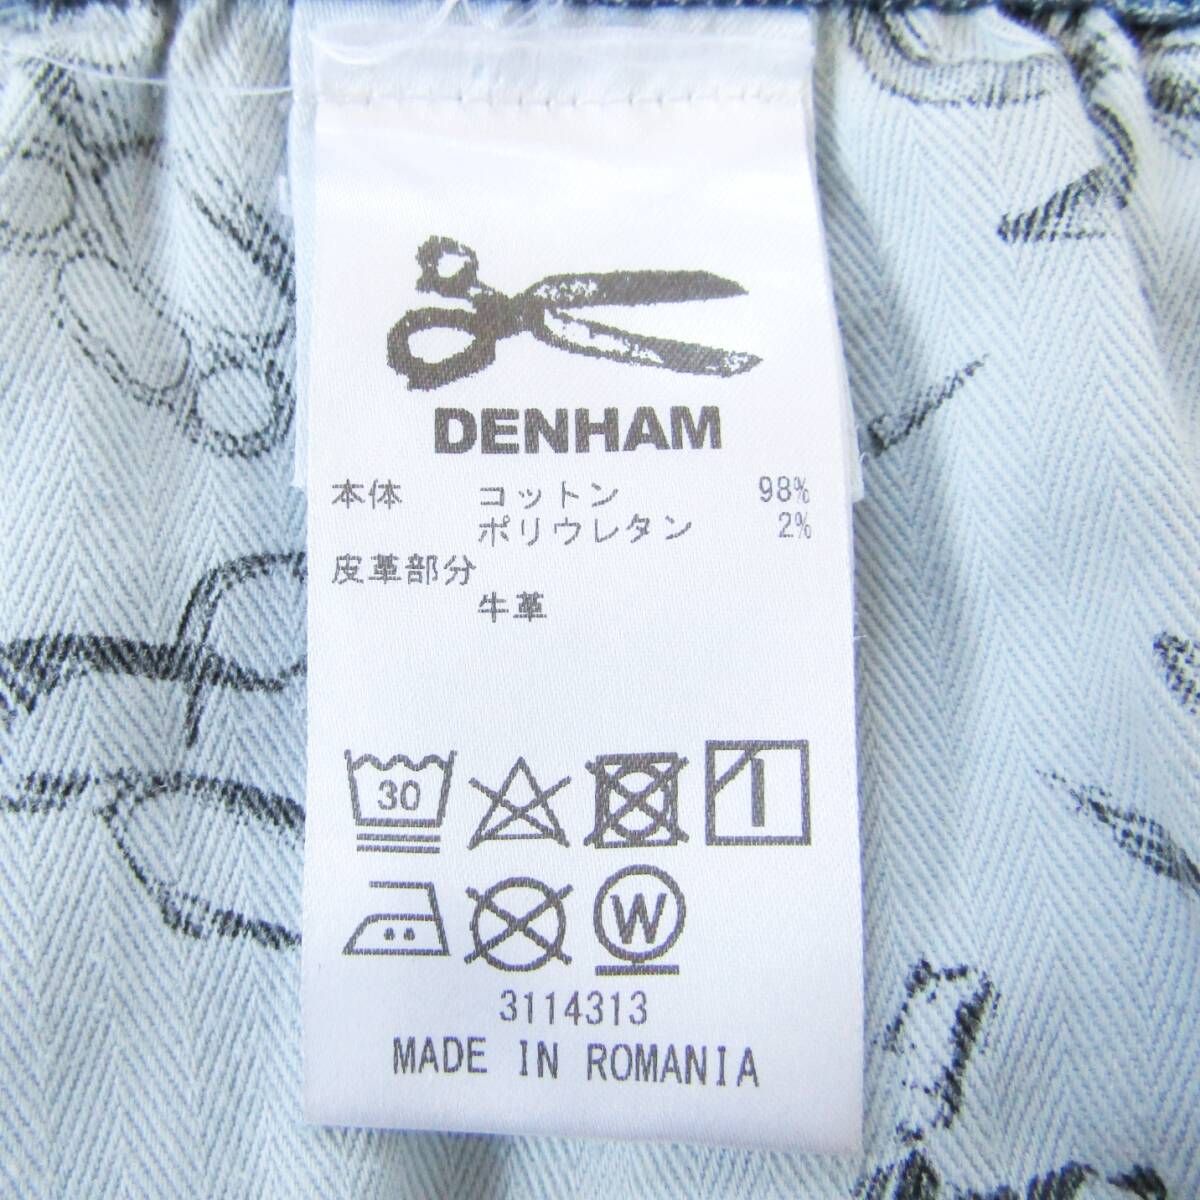 DENHAM
本体 コットン 98%
ポリウレタン 2%
皮革部分
牛革
30
W
3114313
MADE IN ROMANIA